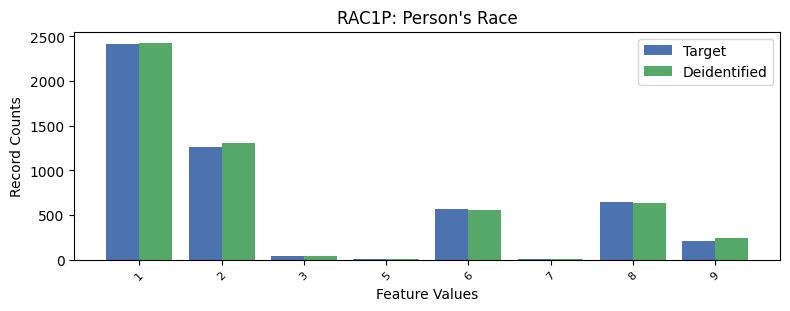 RAC1P: Person's Race
Target
Deidentified
Record Counts
2500
2000
1500
1000
500
0
1 2 3 5 6 7 8 9
Feature Values